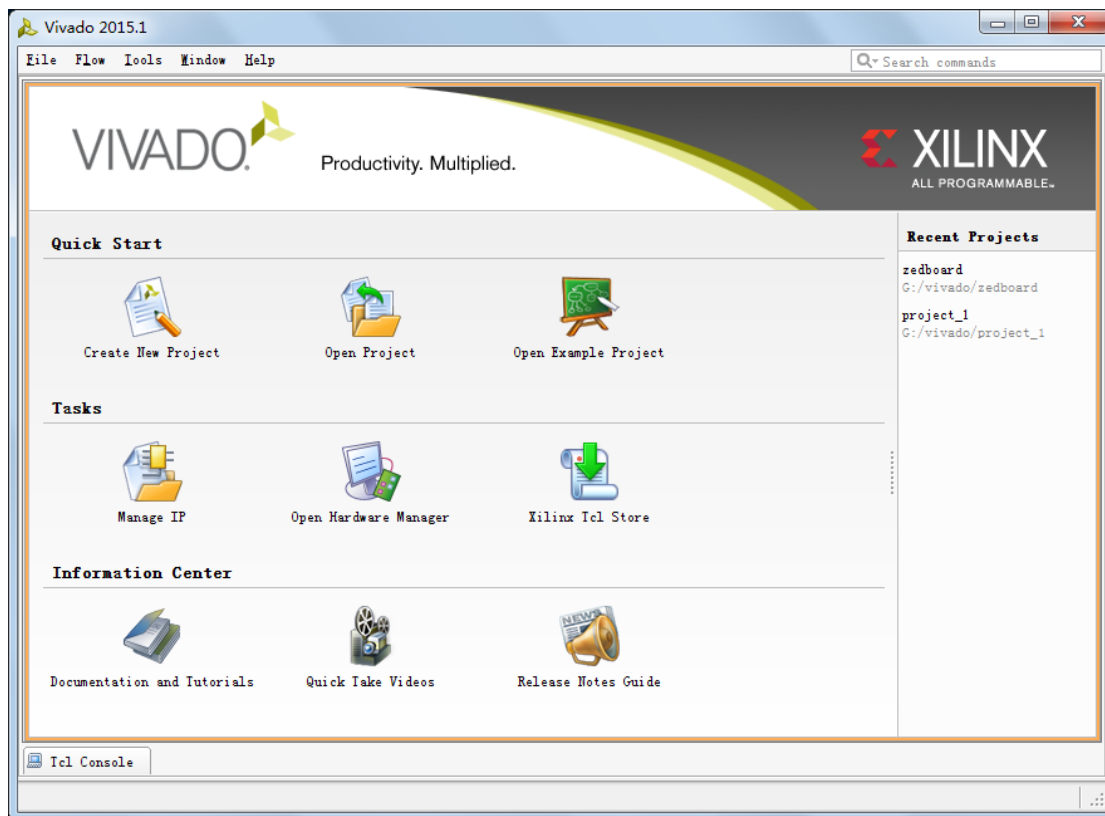 Vivado 2015.1
File Flow Tools Window Help
Search commands
VIVADO.
Productivity. Multiplied.
XILINX
ALL PROGRAMMABLE.
Quick Start
Create New Project
Open Project
Open Example Project
Recent Projects
zedboard
G:/vivado/zedboard
project_1
G:/vivado/project_1
Tasks
Manage IP
Open Hardware Manager
Xilinx Tcl Store
Information Center
NEWS
Documentation and Tutorials
Quick Take Videos
Release Notes Guide
Tcl Console